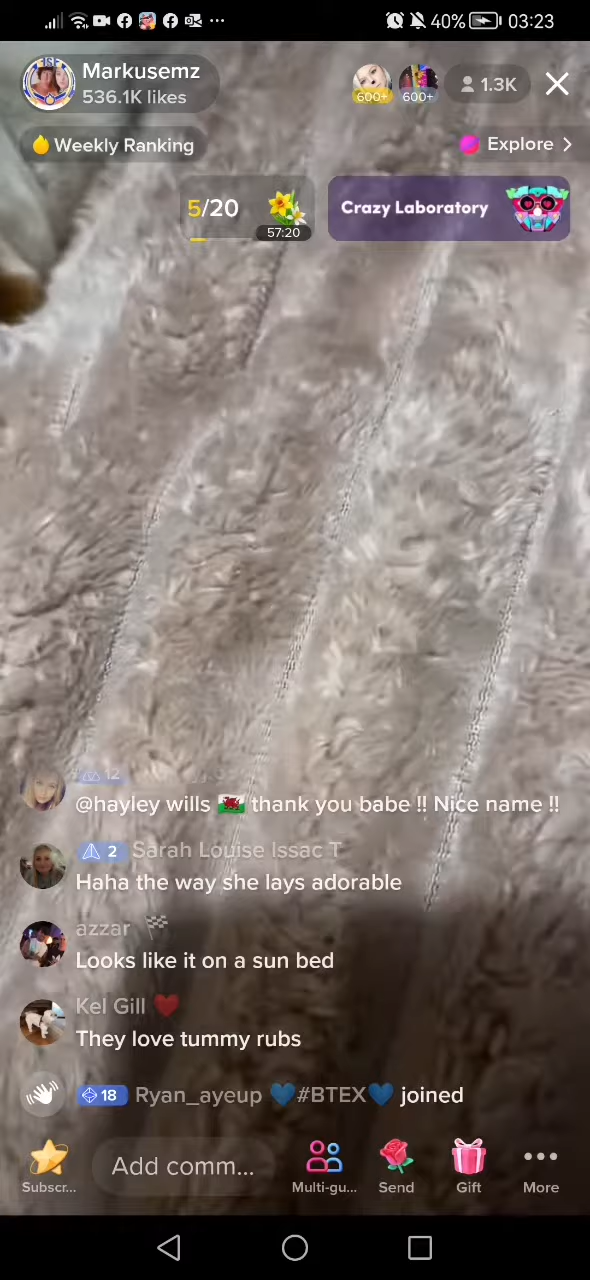 40% 03:23
Markusemz
536.1K likes
600+ 600+ 1.3K
Weekly Ranking
Explore
5/20
57:20
Crazy Laboratory
12
@hayley wills 🏴󠁧󠁢󠁷󠁬󠁳󠁿 thank you babe !! Nice name !!
2 Sarah Louise Issac T
Haha the way she lays adorable
azzar 🏁
Looks like it on a sun bed
Kel Gill ❤️
They love tummy rubs
18 Ryan_ayeup 💙#BTEX💙 joined
Add comm...
Subscr... Multi-gu... Send Gift More